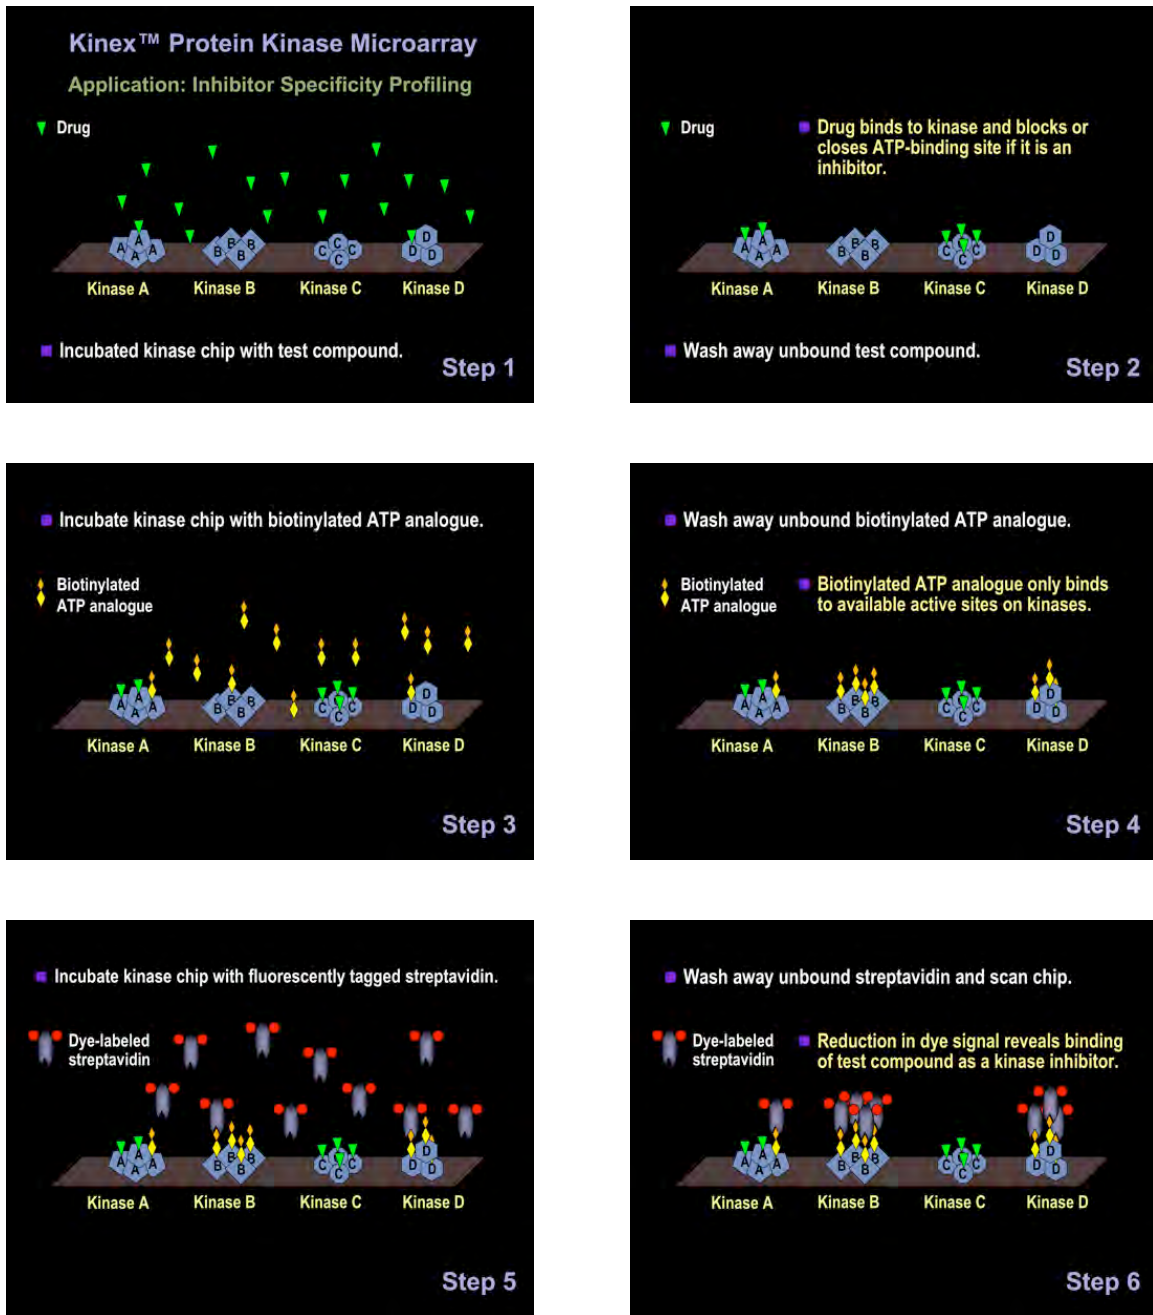 Kinex™ Protein Kinase Microarray
Application: Inhibitor Specificity Profiling
Drug
A A A A
B B B B
C C C C
D D D
Kinase A Kinase B Kinase C Kinase D
Incubated kinase chip with test compound.
Step 1
Drug
Drug binds to kinase and blocks or
closes ATP-binding site if it is an
inhibitor.
A A A A
B B B B
C C C C
D D D
Kinase A Kinase B Kinase C Kinase D
Wash away unbound test compound.
Step 2
Incubate kinase chip with biotinylated ATP analogue.
Biotinylated
ATP analogue
A A A A
B B B B
C C C C
D D D
Kinase A Kinase B Kinase C Kinase D
Step 3
Wash away unbound biotinylated ATP analogue.
Biotinylated
ATP analogue
Biotinylated ATP analogue only binds
to available active sites on kinases.
A A A A
B B B B
C C C C
D D D
Kinase A Kinase B Kinase C Kinase D
Step 4
Incubate kinase chip with fluorescently tagged streptavidin.
Dye-labeled
streptavidin
A A A A
B B B B
C C C C
D D D
Kinase A Kinase B Kinase C Kinase D
Step 5
Wash away unbound streptavidin and scan chip.
Dye-labeled
streptavidin
Reduction in dye signal reveals binding
of test compound as a kinase inhibitor.
A A A A
B B B B
C C C C
D D D
Kinase A Kinase B Kinase C Kinase D
Step 6